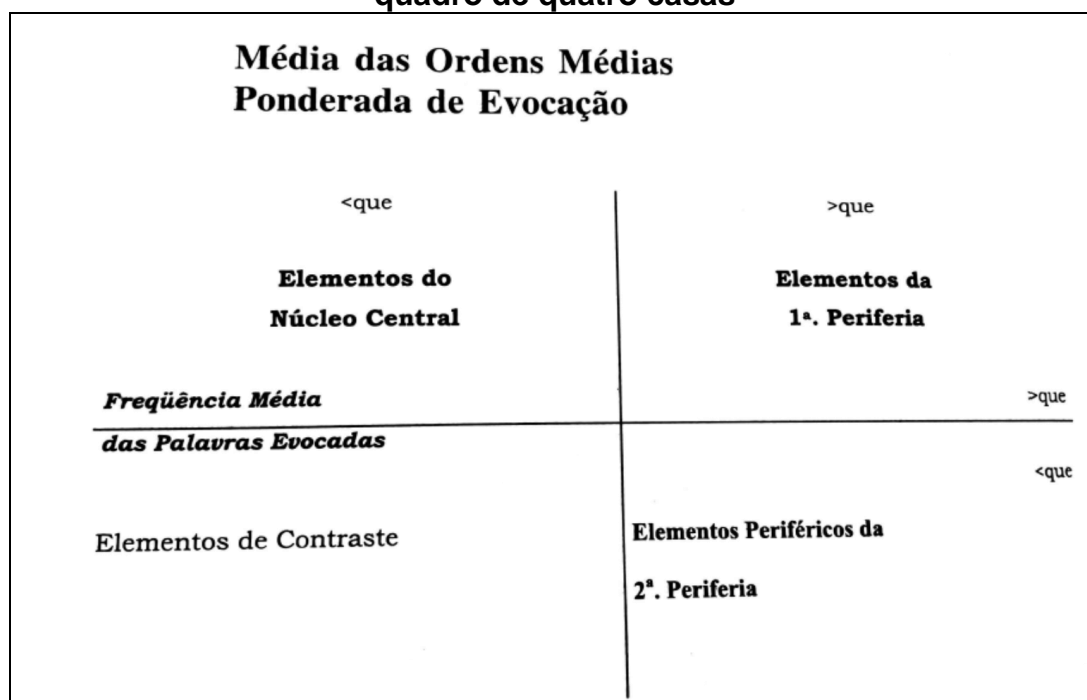 quadro de quatro casas
Média das Ordens Médias
Ponderada de Evocação
<que
>que
Elementos do
Núcleo Central
Elementos da
1ª. Periferia
Freqüência Média
>que
das Palavras Evocadas
<que
Elementos de Contraste
Elementos Periféricos da
2ª. Periferia